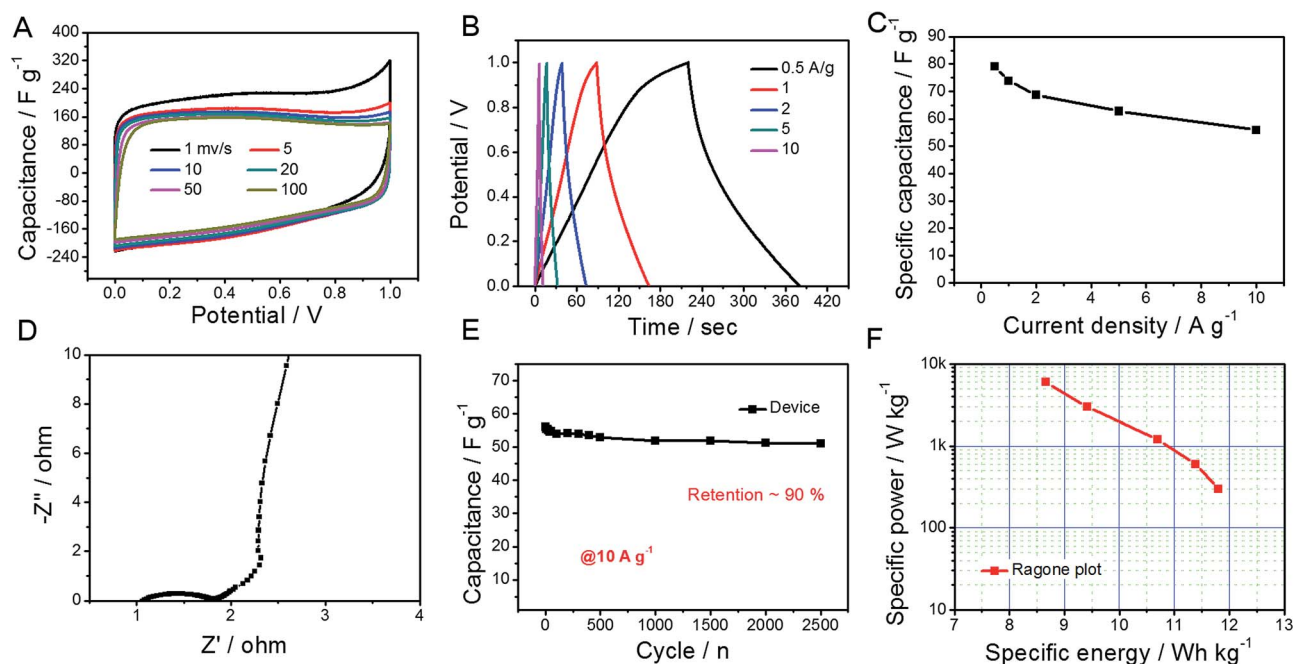 A
Capacitance / F g⁻¹
400
320
240
160
80
0
-80
-160
-240
1 mv/s 5
10 20
50 100
0.0 0.2 0.4 0.6 0.8 1.0
Potential / V
B
Potential / V
1.0
0.8
0.6
0.4
0.2
0.0
0.5 A/g
1
2
5
10
0 60 120 180 240 300 360 420
Time / sec
C
Specific capacitance / F g⁻¹
90
80
70
60
50
40
30
20
10
0
0 2 4 6 8 10
Current density / A g⁻¹
D
-Z" / ohm
10
8
6
4
2
0
0 1 2 3 4
Z' / ohm
E
Capacitance / F g⁻¹
70
60
50
40
30
20
10
Device
Retention ~ 90 %
@10 A g⁻¹
0 500 1000 1500 2000 2500
Cycle / n
F
Specific power / W kg⁻¹
10k
1k
100
10
Ragone plot
7 8 9 10 11 12 13
Specific energy / Wh kg⁻¹